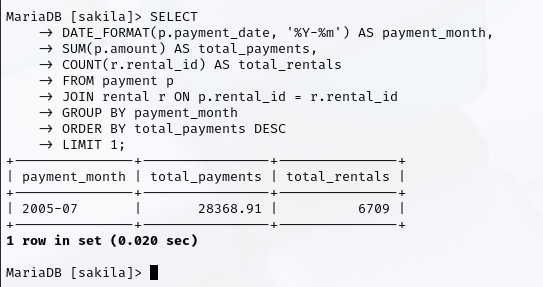 MariaDB [sakila]> SELECT
    -> DATE_FORMAT(p.payment_date, '%Y-%m') AS payment_month,
    -> SUM(p.amount) AS total_payments,
    -> COUNT(r.rental_id) AS total_rentals
    -> FROM payment p
    -> JOIN rental r ON p.rental_id = r.rental_id
    -> GROUP BY payment_month
    -> ORDER BY total_payments DESC
    -> LIMIT 1;
+---------------+----------------+---------------+
| payment_month | total_payments | total_rentals |
+---------------+----------------+---------------+
| 2005-07       |       28368.91 |          6709 |
+---------------+----------------+---------------+
1 row in set (0.020 sec)
MariaDB [sakila]>